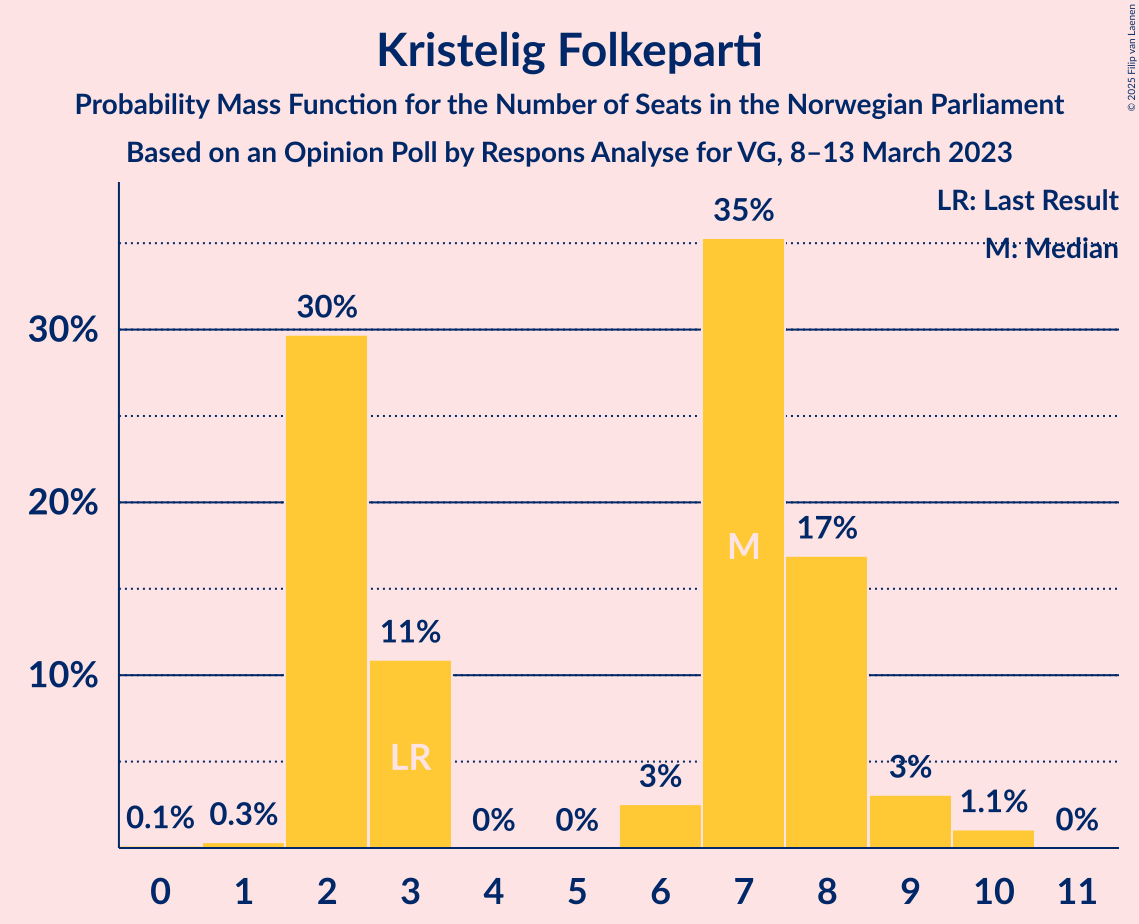 Kristelig Folkeparti
Probability Mass Function for the Number of Seats in the Norwegian Parliament
Based on an Opinion Poll by Respons Analyse for VG, 8–13 March 2023
© 2025 Filip van Laenen
LR: Last Result
M: Median
35%
30%
30%
20%
17%
M
11%
10%
LR
3%
3%
0.1%
0.3%
0%
0%
1.1%
0%
0 1 2 3 4 5 6 7 8 9 10 11